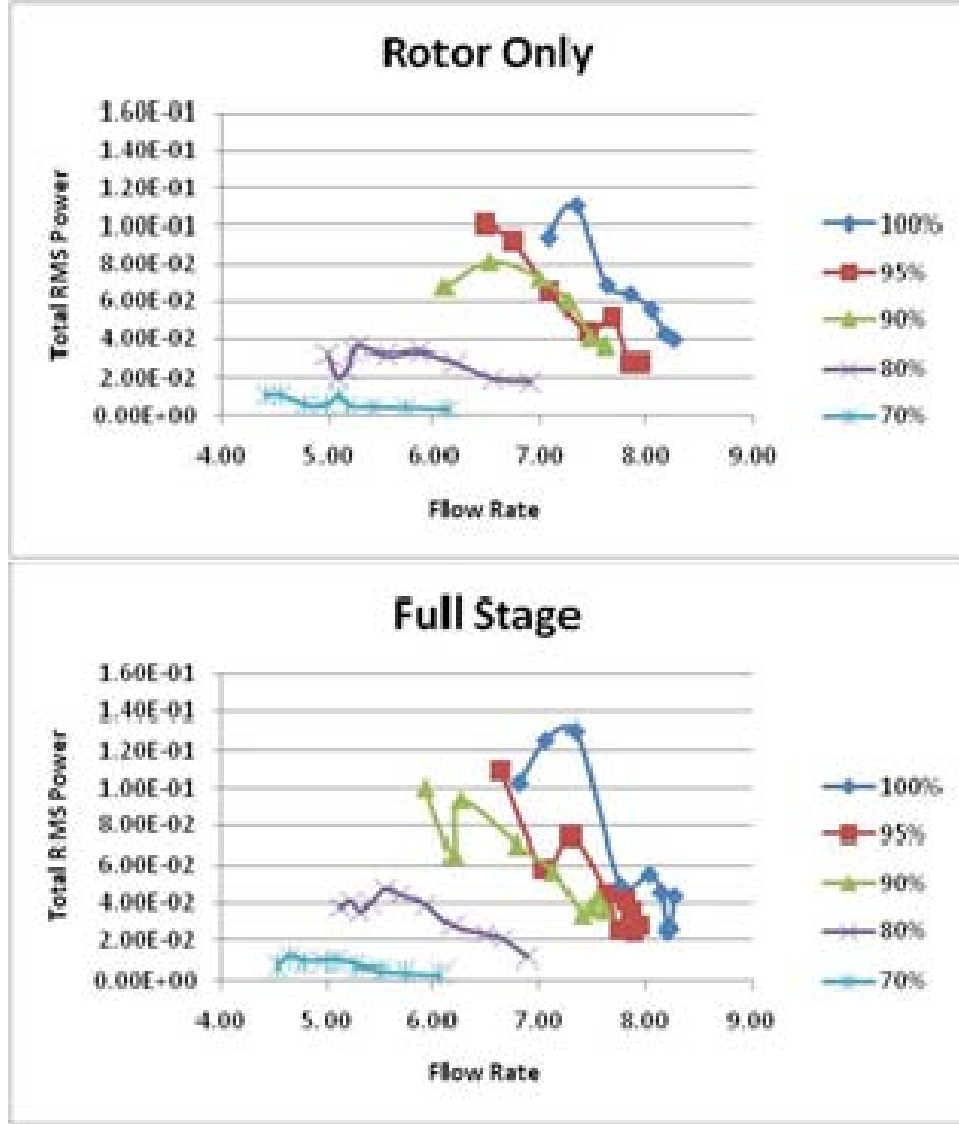 Rotor Only
1.60E-01
1.40E-01
1.20E-01
1.00E-01
8.00E-02
6.00E-02
4.00E-02
2.00E-02
0.00E+00
Total RMS Power
4.00 5.00 6.00 7.00 8.00 9.00
Flow Rate
100%
95%
90%
80%
70%
Full Stage
1.60E-01
1.40E-01
1.20E-01
1.00E-01
8.00E-02
6.00E-02
4.00E-02
2.00E-02
0.00E+00
Total RMS Power
4.00 5.00 6.00 7.00 8.00 9.00
Flow Rate
100%
95%
90%
80%
70%